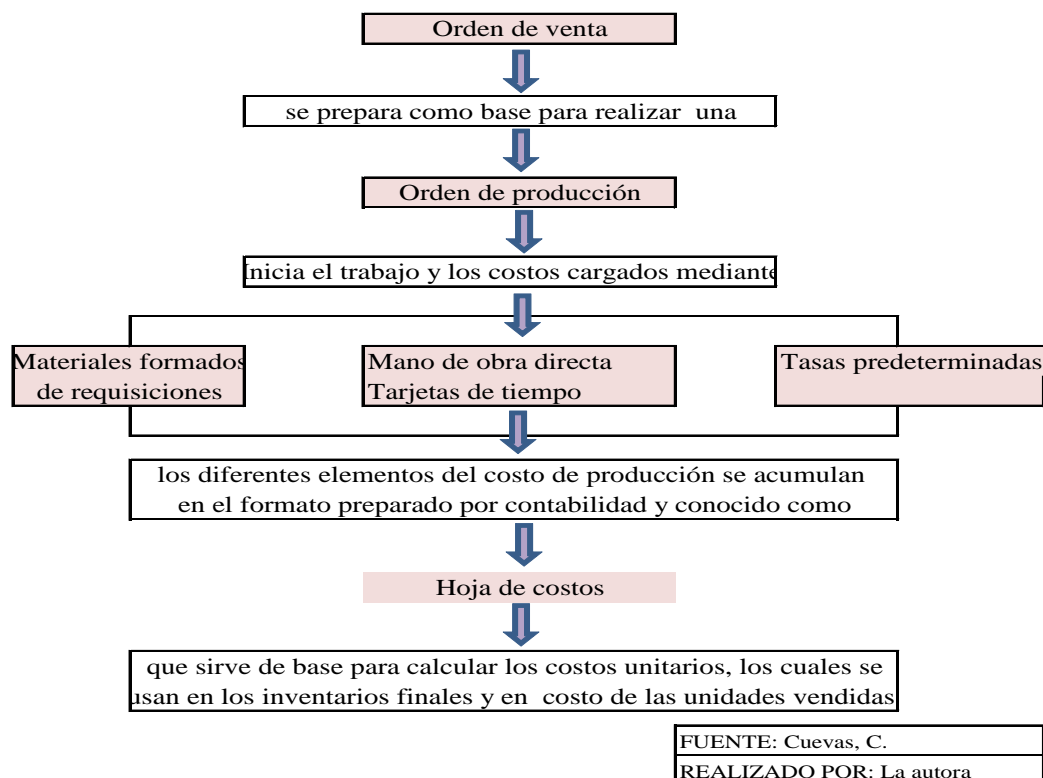 Orden de venta
se prepara como base para realizar una
Orden de producción
Inicia el trabajo y los costos cargados mediante
Materiales formados
de requisiciones
Mano de obra directa
Tarjetas de tiempo
Tasas predeterminadas
los diferentes elementos del costo de producción se acumulan
en el formato preparado por contabilidad y conocido como
Hoja de costos
que sirve de base para calcular los costos unitarios, los cuales se
usan en los inventarios finales y en costo de las unidades vendidas
FUENTE: Cuevas, C.
REALIZADO POR: La autora